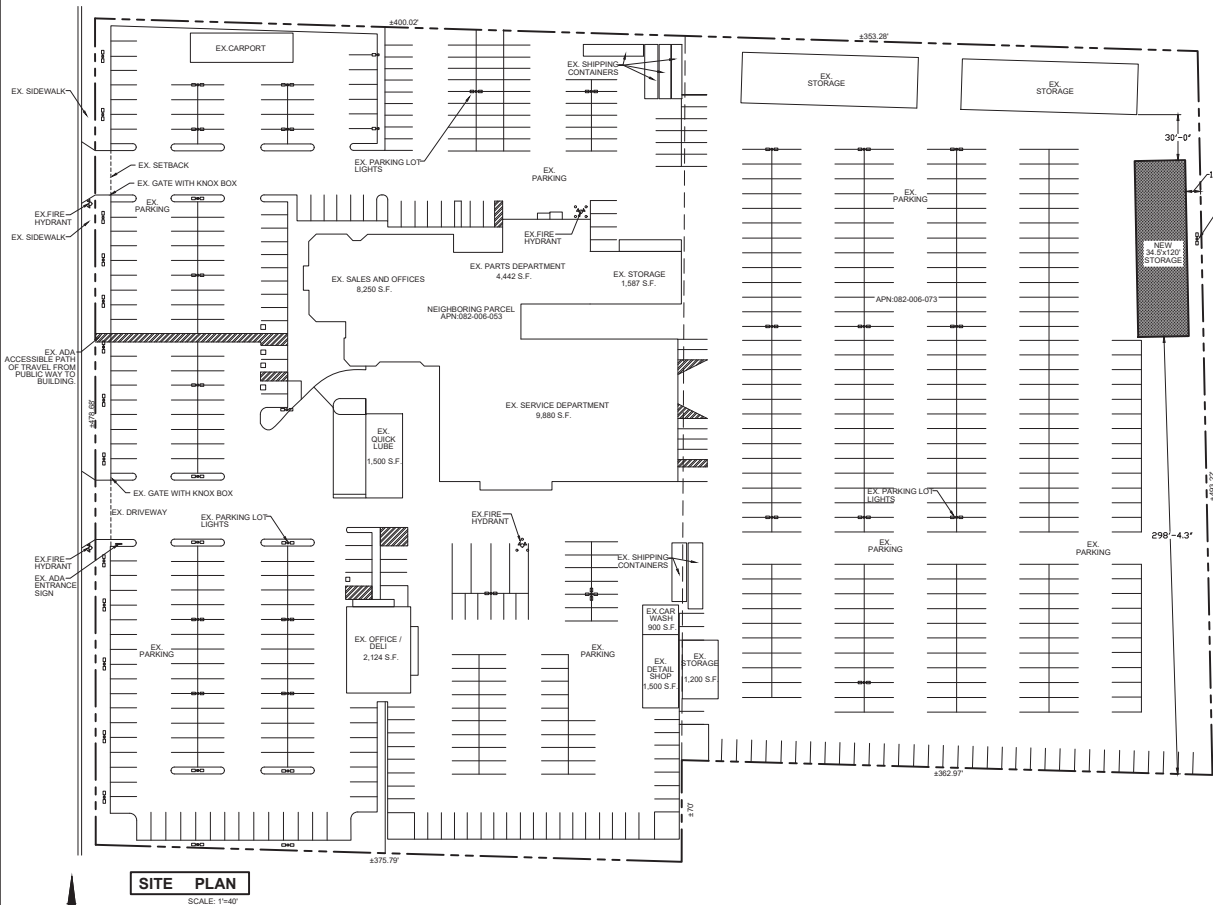 ±400.02'
±353.28'
EX.CARPORT
EX. SHIPPING
CONTAINERS
EX.
STORAGE
EX.
STORAGE
EX. SIDEWALK
30'-0"
EX. SETBACK
EX. PARKING LOT
LIGHTS
EX.
PARKING
EX. GATE WITH KNOX BOX
EX.
PARKING
EX.
PARKING
EX.FIRE
HYDRANT
EX. SIDEWALK
EX.FIRE
HYDRANT
NEW
34.5'x120'
STORAGE
EX. SALES AND OFFICES
8,250 S.F.
EX. PARTS DEPARTMENT
4,442 S.F.
EX. STORAGE
1,587 S.F.
NEIGHBORING PARCEL
APN:082-006-053
APN:082-006-073
EX. ADA
ACCESSIBLE PATH
OF TRAVEL FROM
PUBLIC WAY TO
BUILDING.
±478.68'
EX. SERVICE DEPARTMENT
9,880 S.F.
EX.
QUICK
LUBE
1,500 S.F.
EX. GATE WITH KNOX BOX
EX. DRIVEWAY
EX. PARKING LOT
LIGHTS
EX.FIRE
HYDRANT
EX. PARKING LOT
LIGHTS
298'-4.3"
EX.FIRE
HYDRANT
EX. ADA
ENTRANCE
SIGN
EX. SHIPPING
CONTAINERS
EX.
PARKING
EX.
PARKING
EX.CAR
WASH
900 S.F.
EX. OFFICE /
DELI
2,124 S.F.
EX.
PARKING
EX.
PARKING
EX.
DETAIL
SHOP
1,500 S.F.
EX.
STORAGE
1,200 S.F.
±362.97'
±70'
±375.79'
SITE PLAN
SCALE: 1"=40'